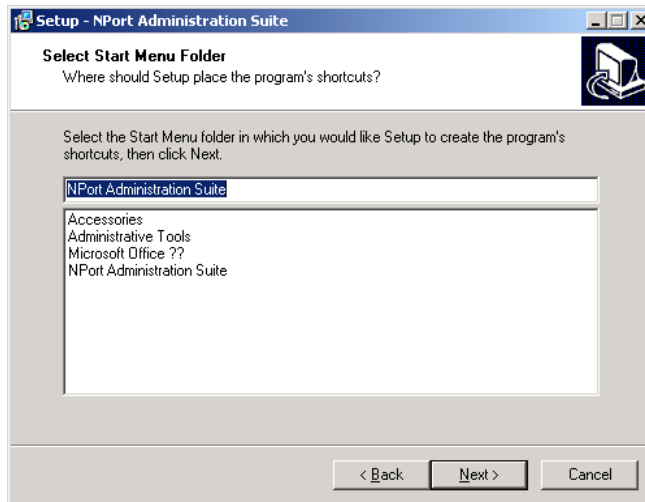 Setup - NPort Administration Suite
Select Start Menu Folder
Where should Setup place the program's shortcuts?
Select the Start Menu folder in which you would like Setup to create the program's
shortcuts, then click Next.
NPort Administration Suite
Accessories
Administrative Tools
Microsoft Office ??
NPort Administration Suite
< Back Next > Cancel